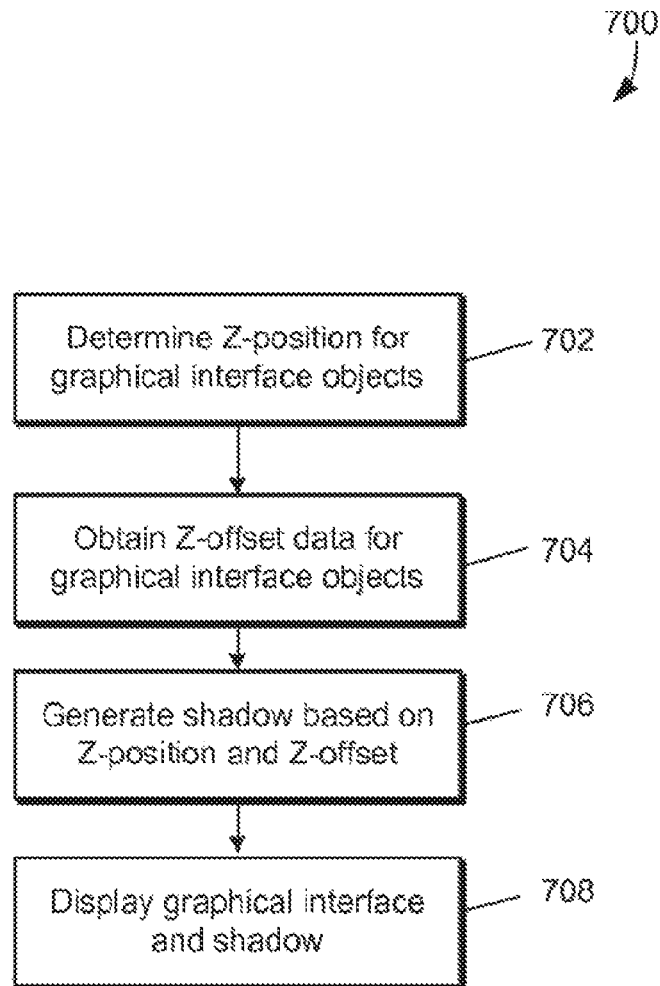 700
Determine Z-position for
graphical interface objects
702
Obtain Z-offset data for
graphical interface objects
704
Generate shadow based on
Z-position and Z-offset
706
Display graphical interface
and shadow
708